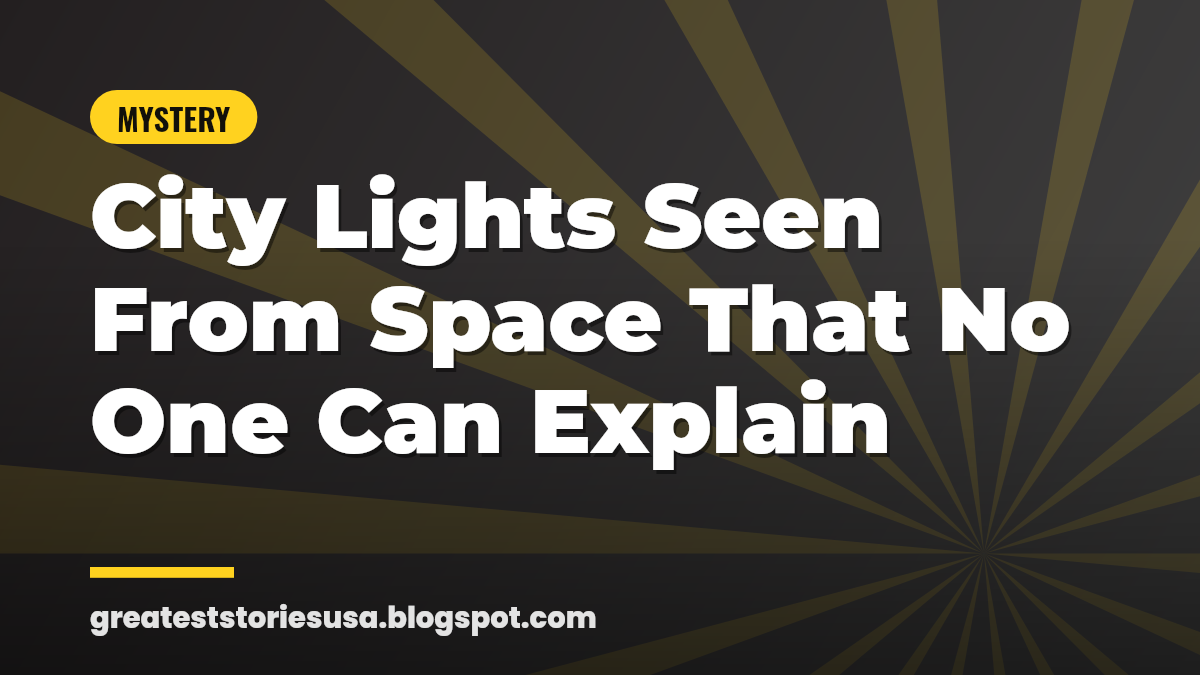 MYSTERY
City Lights Seen
From Space That No
One Can Explain
greateststoriesusa.blogspot.com